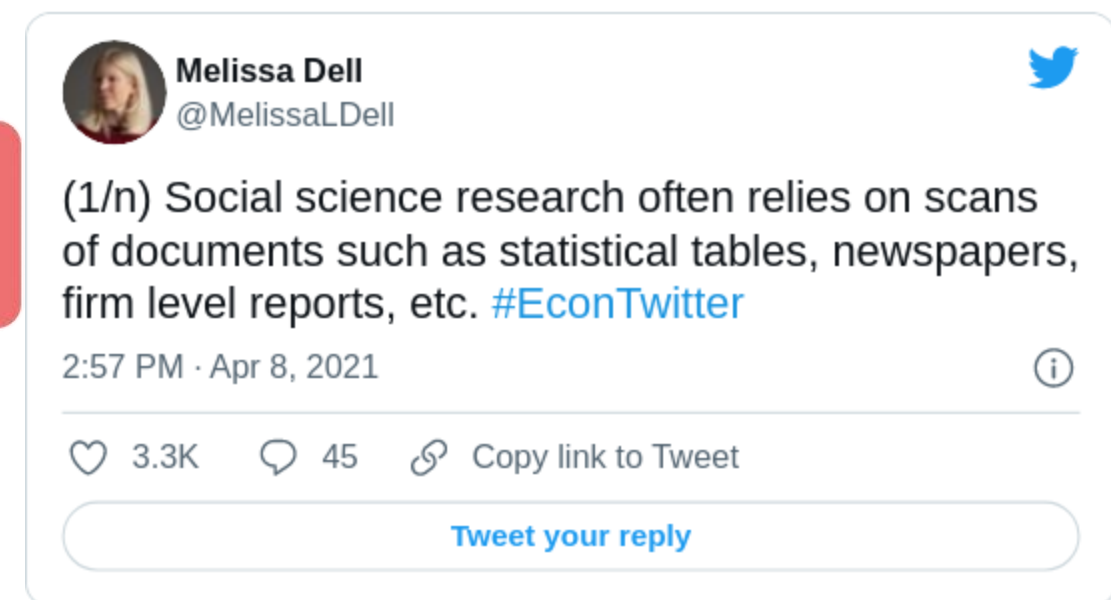 Melissa Dell
@MelissaLDell
(1/n) Social science research often relies on scans
of documents such as statistical tables, newspapers,
firm level reports, etc. #EconTwitter
2:57 PM · Apr 8, 2021
3.3K 45 Copy link to Tweet
Tweet your reply